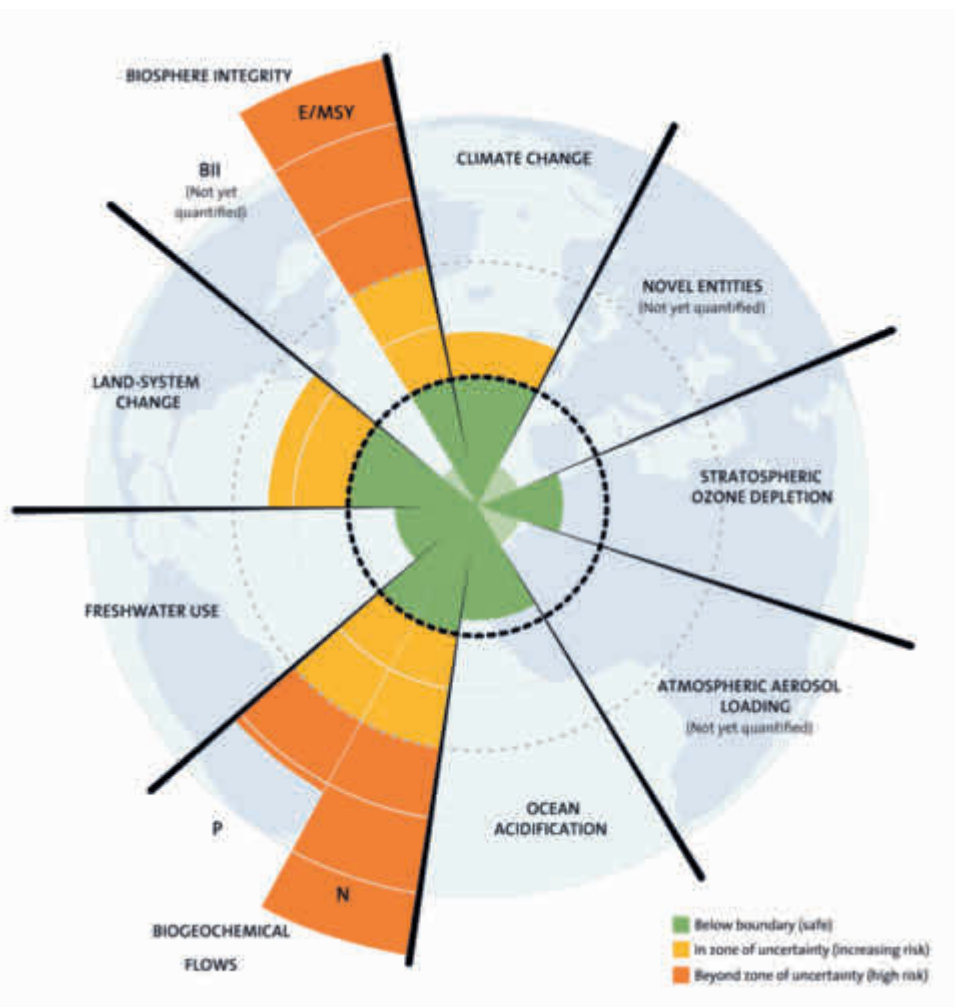 BIOSPHERE INTEGRITY
E/MSY
CLIMATE CHANGE
BII
(Not yet
quantified)
NOVEL ENTITIES
(Not yet quantified)
LAND-SYSTEM
CHANGE
STRATOSPHERIC
OZONE DEPLETION
FRESHWATER USE
ATMOSPHERIC AEROSOL
LOADING
(Not yet quantified)
OCEAN
ACIDIFICATION
P
N
BIOGEOCHEMICAL
FLOWS
Below boundary (safe)
In zone of uncertainty (increasing risk)
Beyond zone of uncertainty (high risk)